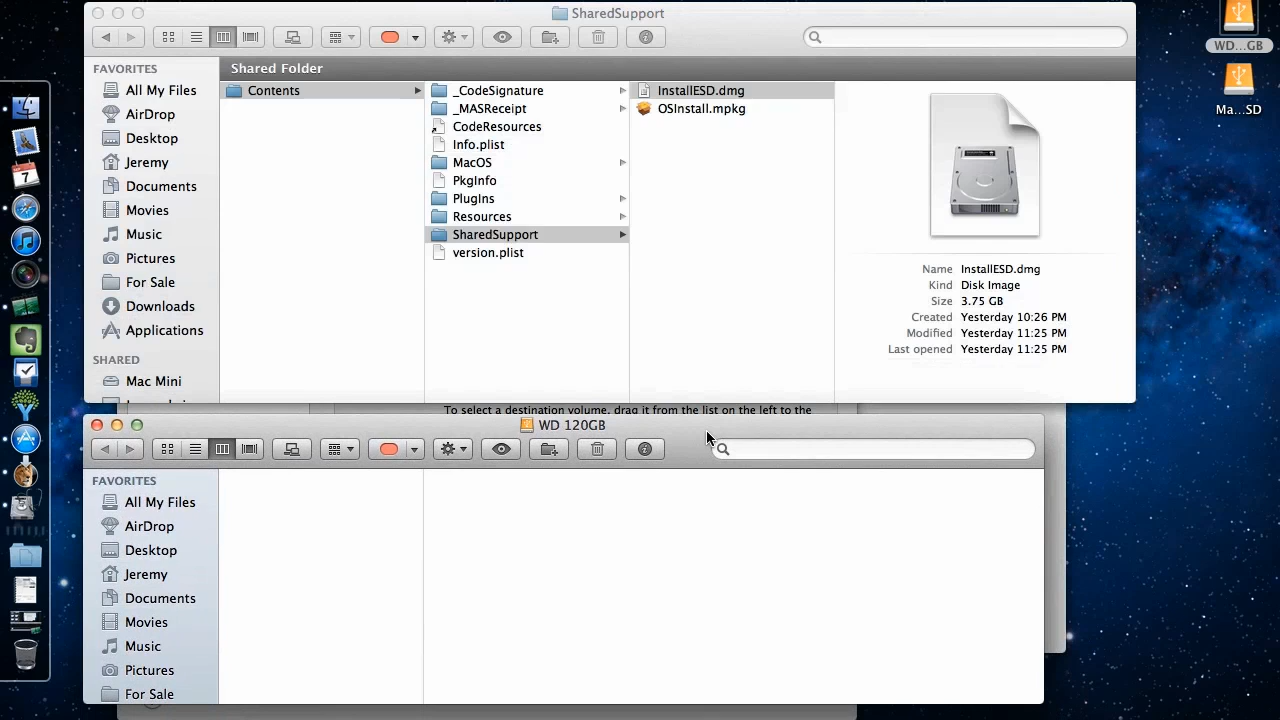 SharedSupport
Shared Folder
FAVORITES
All My Files
AirDrop
Desktop
Jeremy
Documents
Movies
Music
Pictures
For Sale
Downloads
Applications
SHARED
Mac Mini
Contents
_CodeSignature
_MASReceipt
CodeResources
Info.plist
MacOS
PkgInfo
PlugIns
Resources
SharedSupport
version.plist
InstallESD.dmg
OSInstall.mpkg
Name InstallESD.dmg
Kind Disk Image
Size 3.75 GB
Created Yesterday 10:26 PM
Modified Yesterday 11:25 PM
Last opened Yesterday 11:25 PM
WD...GB
Ma...SD
7
To select a destination volume, drag it from the list on the left to the
WD 120GB
FAVORITES
All My Files
AirDrop
Desktop
Jeremy
Documents
Movies
Music
Pictures
For Sale